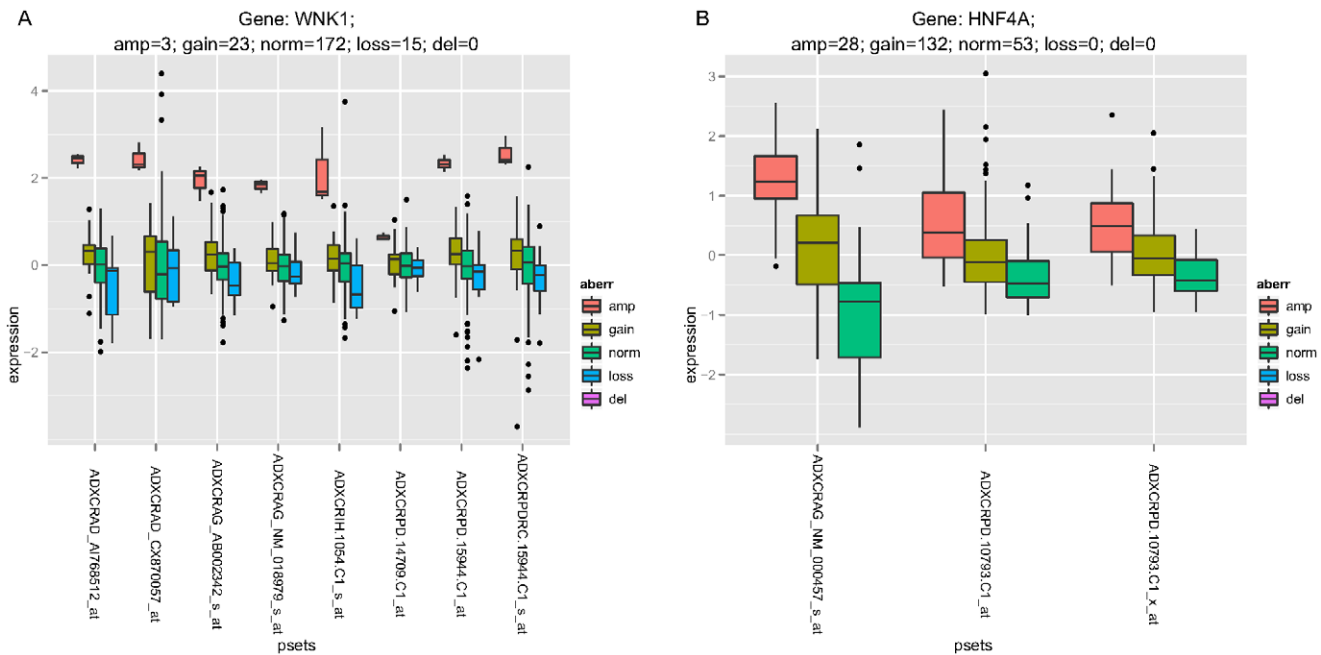 A
Gene: WNK1;
amp=3; gain=23; norm=172; loss=15; del=0
4
2
0
−2
expression
ADXCRAD_AI768512_at
ADXCRAD_CX870057_at
ADXCRAG_AB002342_s_at
ADXCRAG_NM_018979_s_at
ADXCRIH.1054.C1_s_at
ADXCRPD.14709.C1_at
ADXCRPD.15944.C1_at
ADXCRPDRC.15944.C1_s_at
psets
aberr
amp
gain
norm
loss
del
B
Gene: HNF4A;
amp=28; gain=132; norm=53; loss=0; del=0
3
2
1
0
−1
−2
expression
ADXCRAG_NM_000457_s_at
ADXCRPD.10793.C1_at
ADXCRPD.10793.C1_x_at
psets
aberr
amp
gain
norm
loss
del